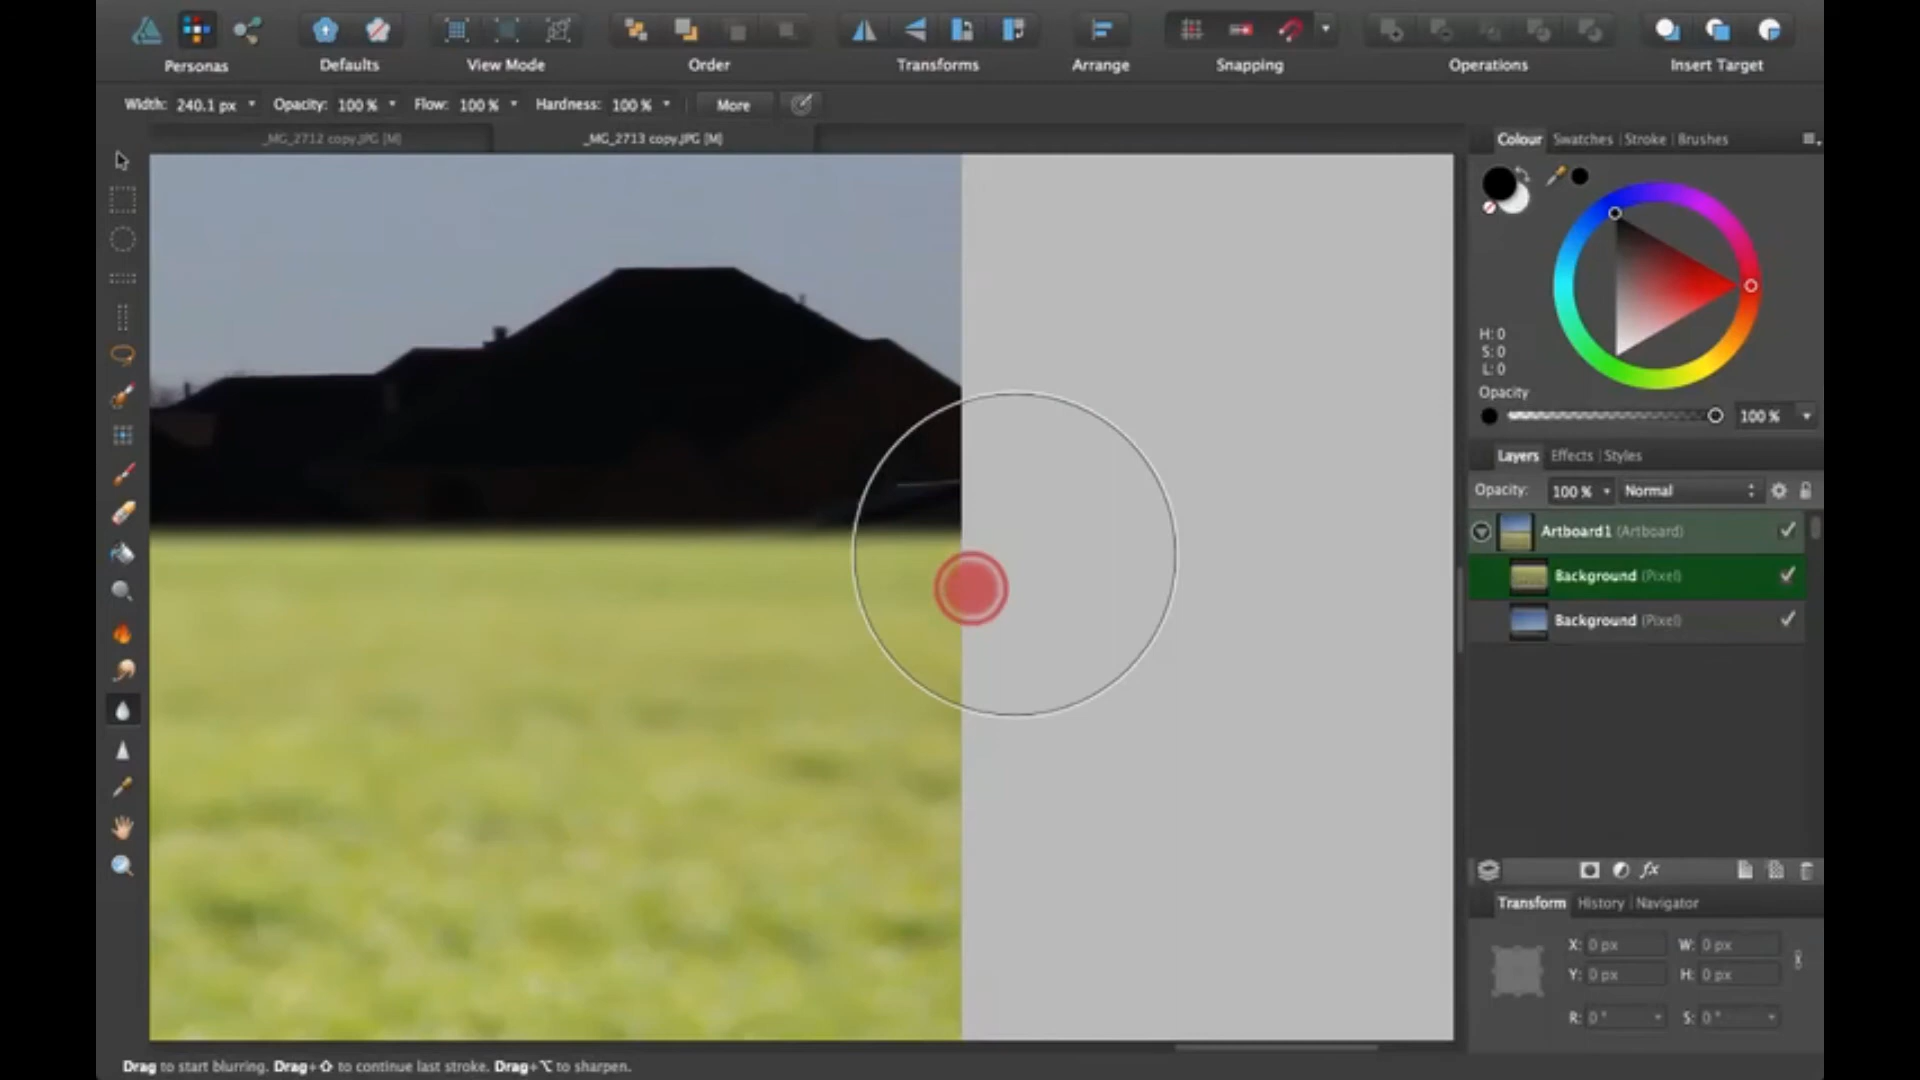 Personas Defaults View Mode Order Transforms Arrange Snapping Operations Insert Target
Width: 240.1 px Opacity: 100 % Flow: 100 % Hardness: 100 % More
_MG_2712 copy.JPG [M] _MG_2713 copy.JPG [M]
Colour Swatches Stroke Brushes
H: 0
S: 0
L: 0
Opacity
100 %
Layers Effects Styles
Opacity: 100 % Normal
Artboard1 (Artboard)
Background (Pixel)
Background (Pixel)
fx
Transform History Navigator
X: 0 px W: 0 px
Y: 0 px H: 0 px
R: 0 ° S: 0 °
Drag to start blurring. Drag+⇧ to continue last stroke. Drag+⌥ to sharpen.